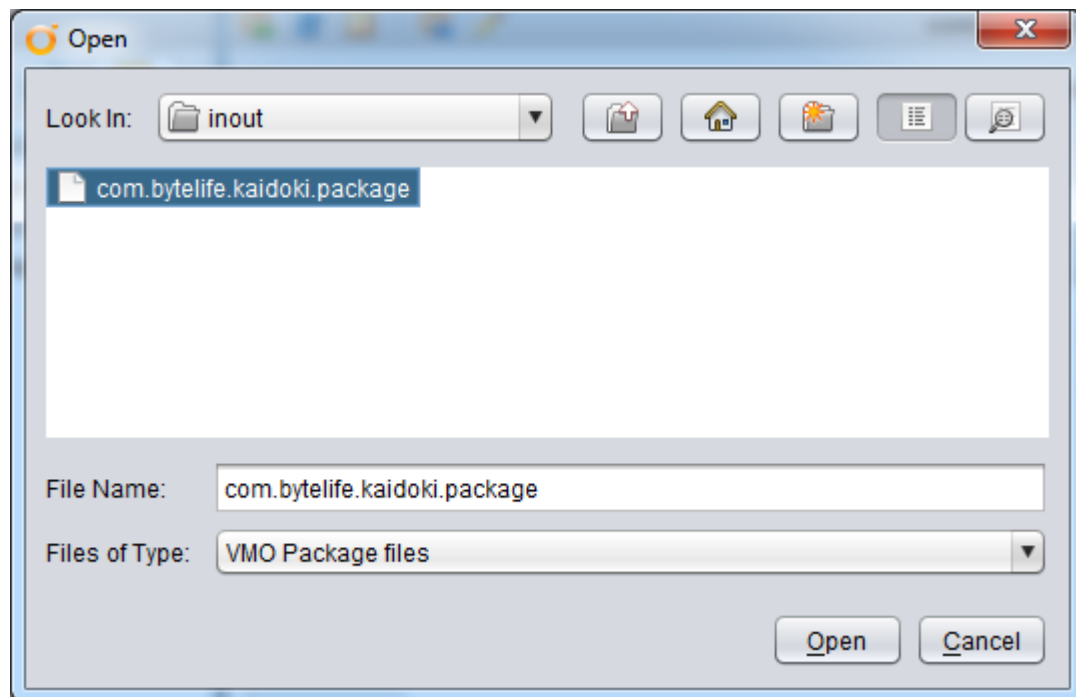 Open
Look In: inout
com.bytelife.kaidoki.package
File Name: com.bytelife.kaidoki.package
Files of Type: VMO Package files
Open Cancel